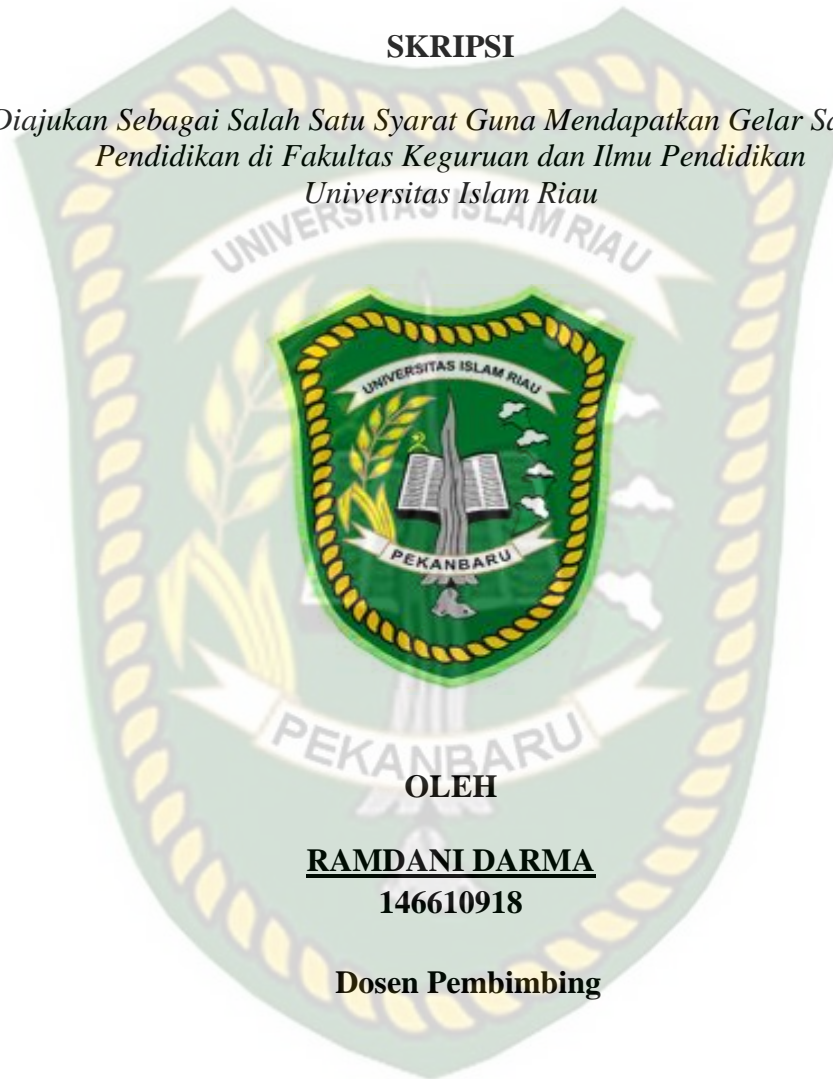 SKRIPSI
Diajukan Sebagai Salah Satu Syarat Guna Mendapatkan Gelar Sa
Pendidikan di Fakultas Keguruan dan Ilmu Pendidikan
Universitas Islam Riau
UNIVERSITAS ISLAM RIAU
UNIVERSITAS ISLAM RIAU
PEKANBARU
PEKANBARU
OLEH
RAMDANI DARMA
146610918
Dosen Pembimbing